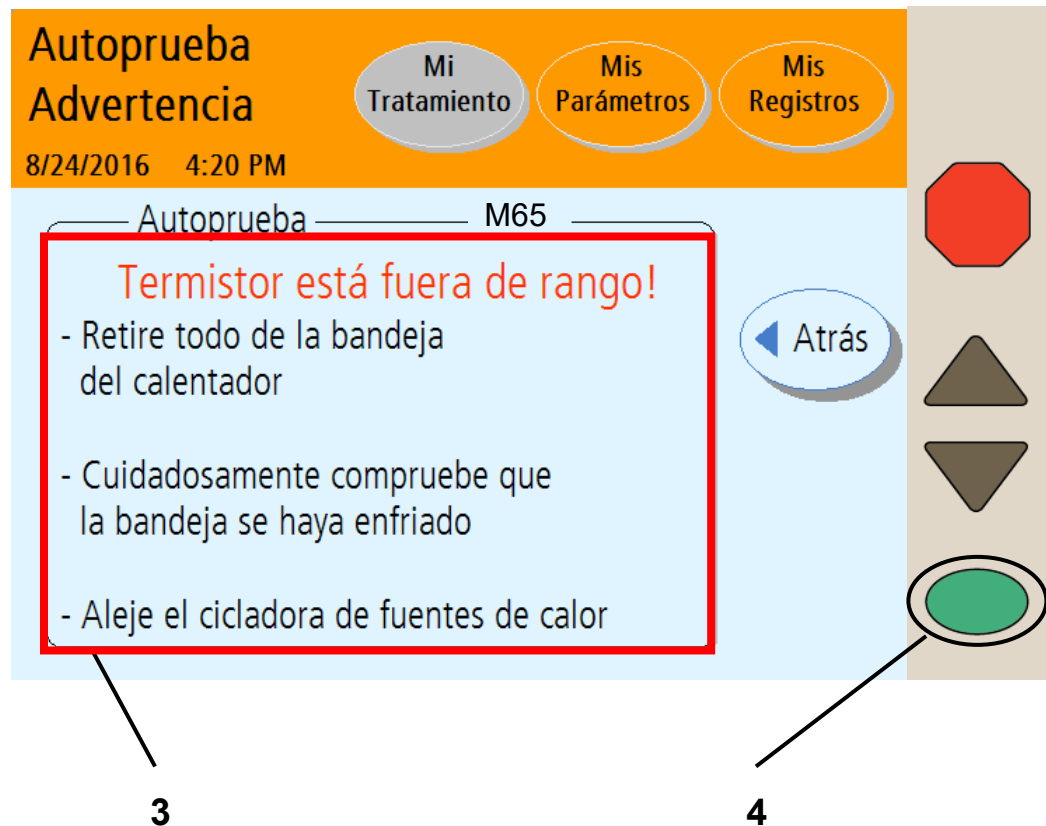 Autoprueba
Advertencia
8/24/2016 4:20 PM
Mi
Tratamiento
Mis
Parámetros
Mis
Registros
Autoprueba M65
Termistor está fuera de rango!
- Retire todo de la bandeja
del calentador
- Cuidadosamente compruebe que
la bandeja se haya enfriado
- Aleje el cicladora de fuentes de calor
Atrás
3
4